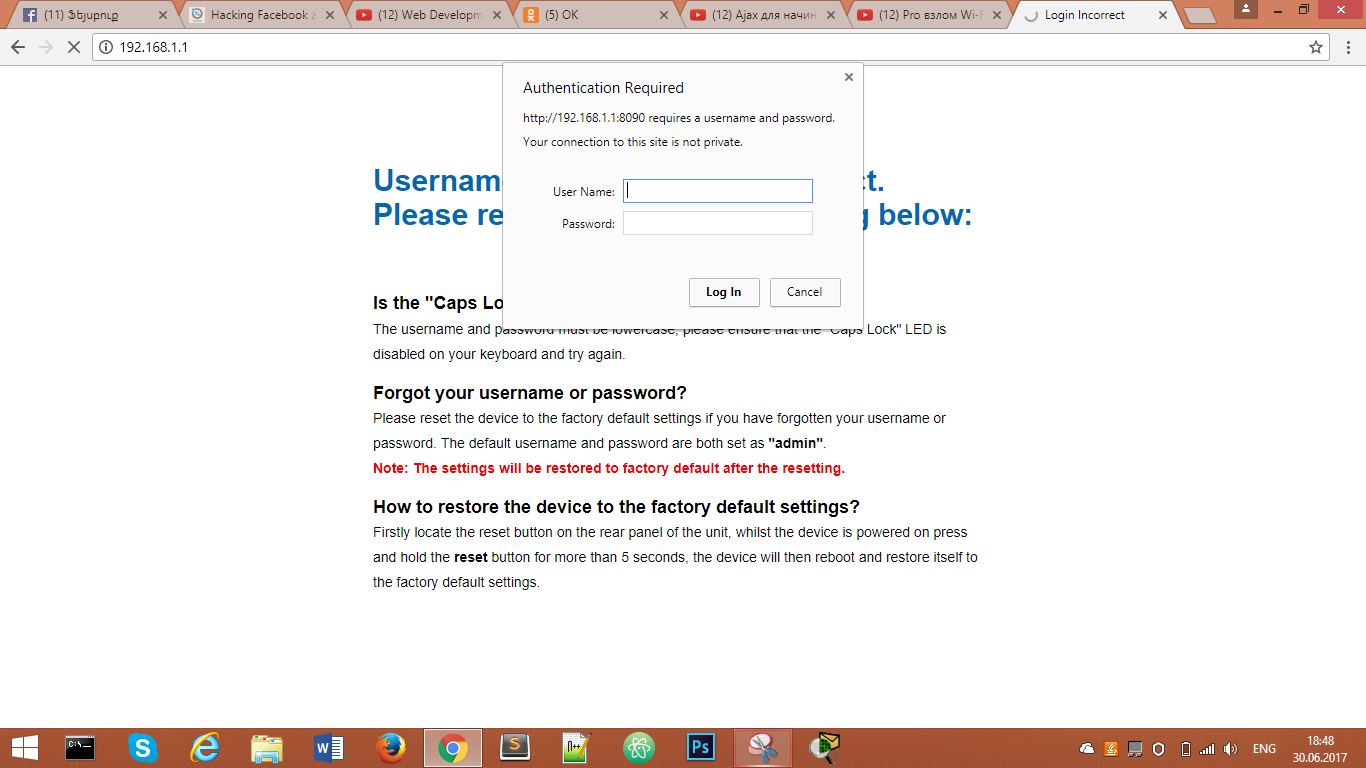 (11) Ֆեյսբուք
Hacking Facebook a
(12) Web Developm
(5) OK
(12) Ajax для начин
(12) Pro взлом Wi-F
Login Incorrect
192.168.1.1
Authentication Required
http://192.168.1.1:8090 requires a username and password.
Your connection to this site is not private.
User Name:
Password:
Log In
Cancel
Usernam
ct.
Please re
g below:
Is the "Caps Lo
The username and password must be lowercase, please ensure that the "Caps Lock" LED is
disabled on your keyboard and try again.
Forgot your username or password?
Please reset the device to the factory default settings if you have forgotten your username or
password. The default username and password are both set as "admin".
Note: The settings will be restored to factory default after the resetting.
How to restore the device to the factory default settings?
Firstly locate the reset button on the rear panel of the unit, whilst the device is powered on press
and hold the reset button for more than 5 seconds, the device will then reboot and restore itself to
the factory default settings.
ENG
18:48
30.06.2017